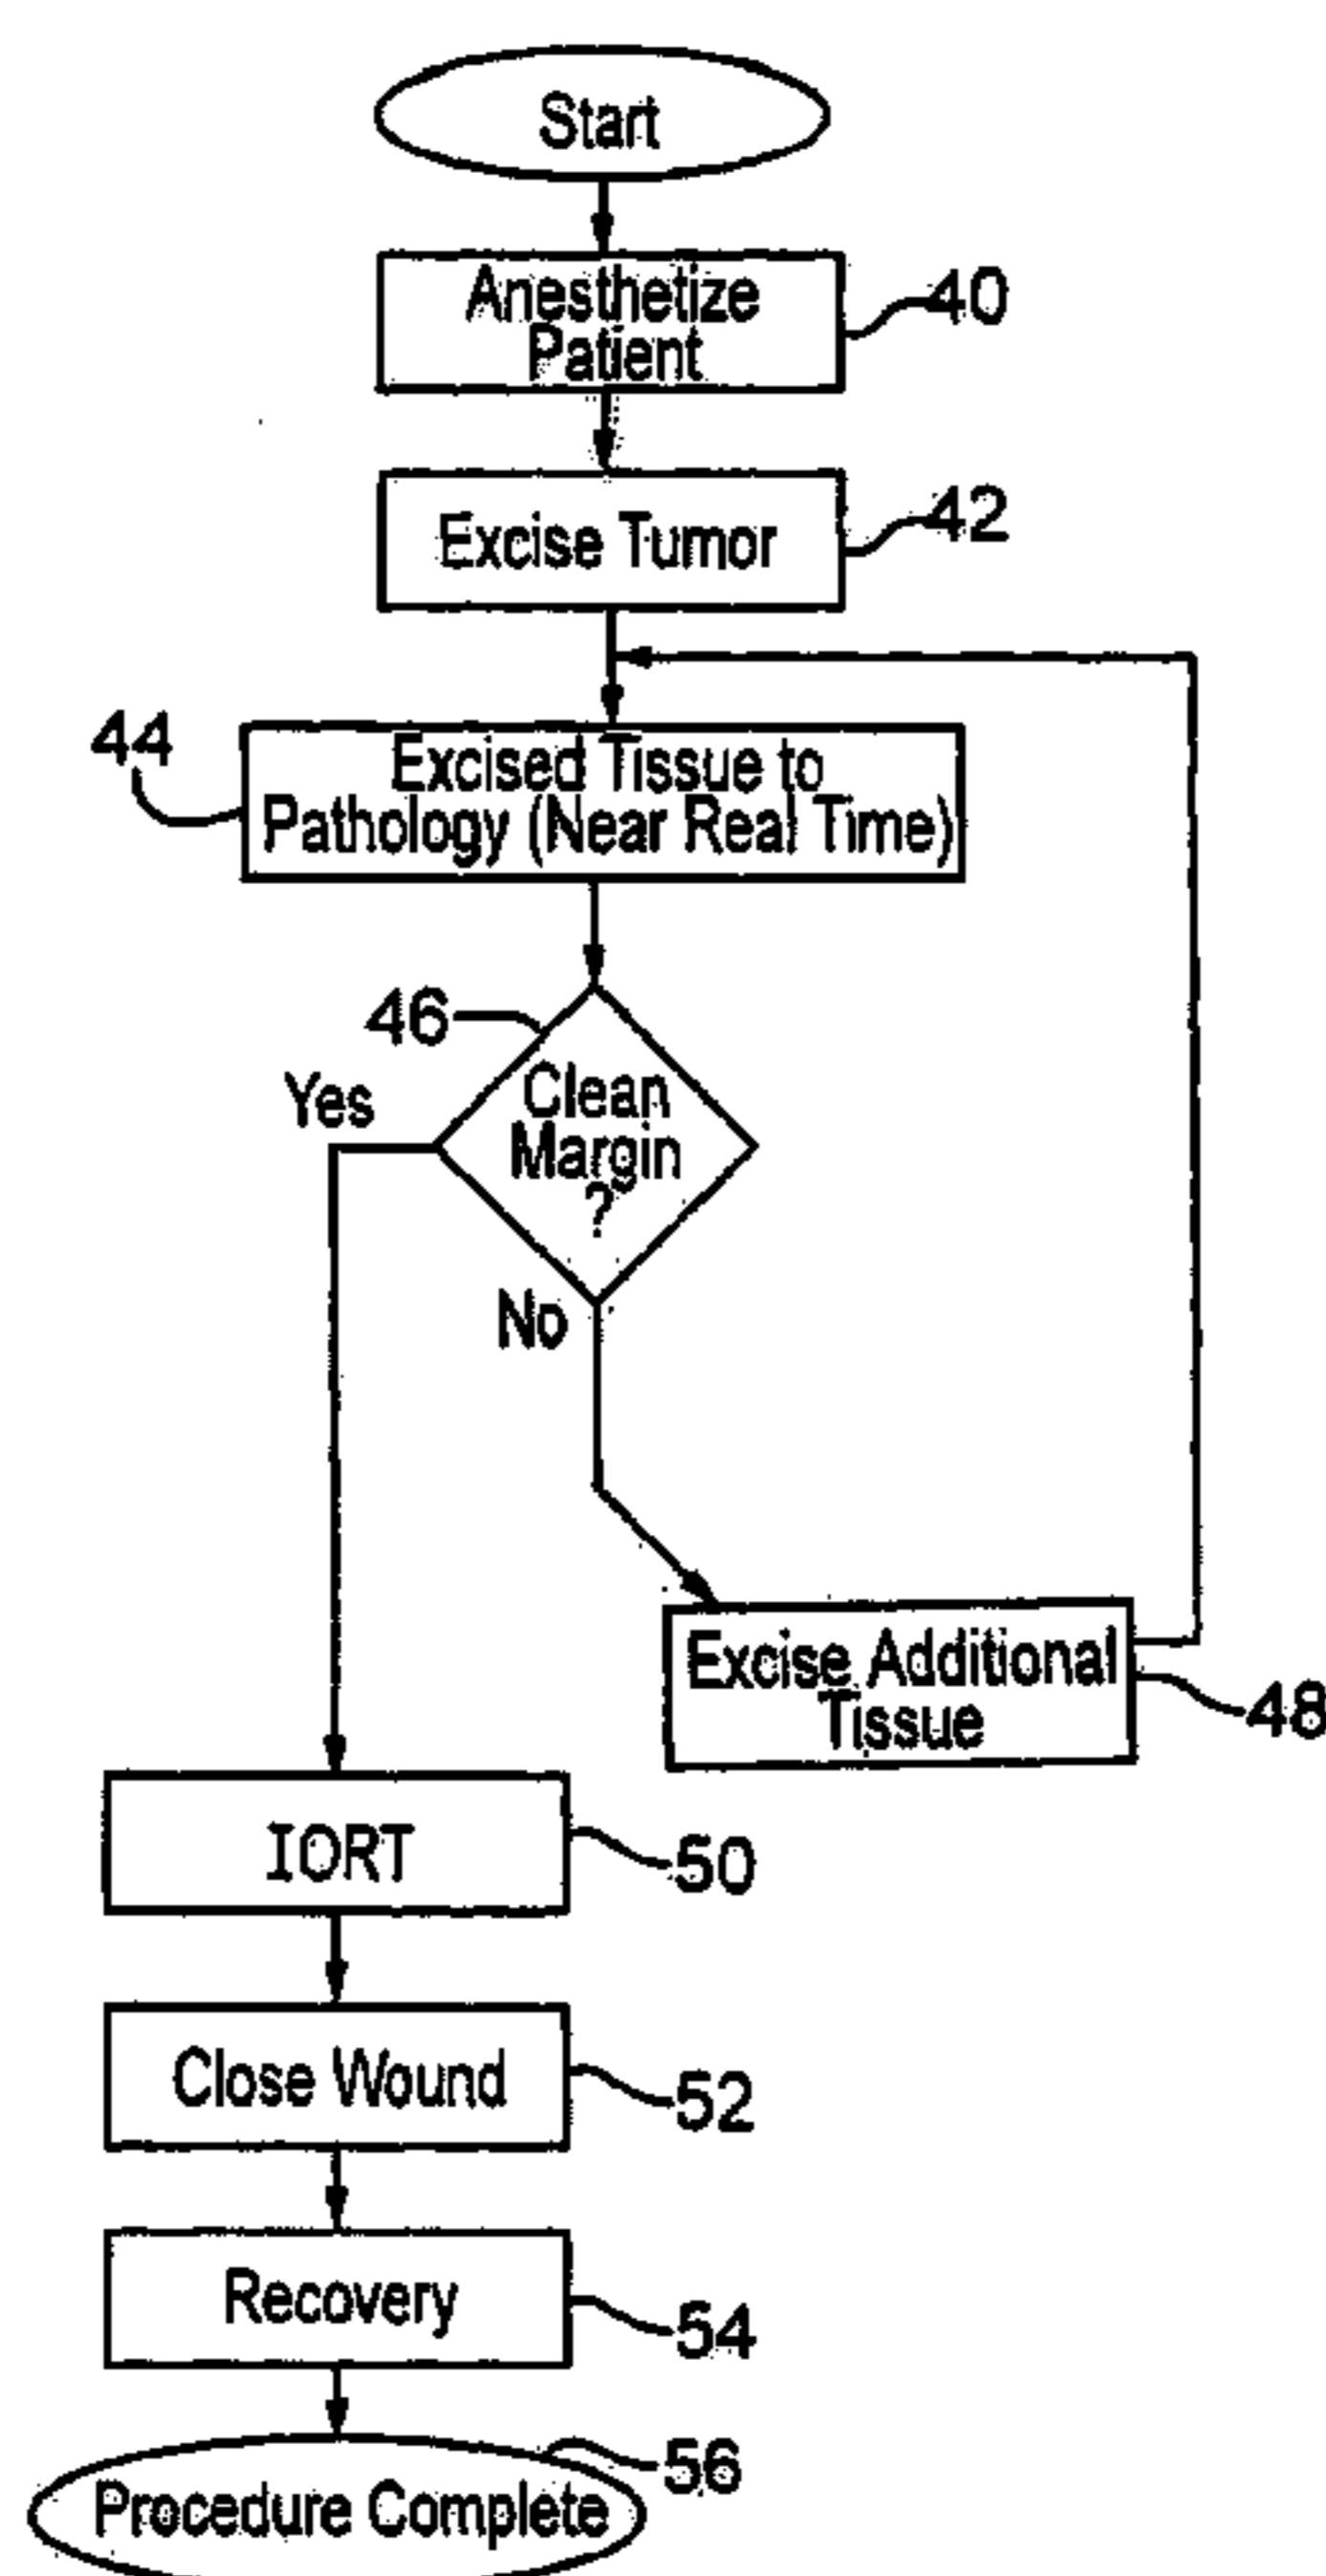 Start
Anesthetize
Patient
40
Excise Tumor
42
44
Excised Tissue to
Pathology (Near Real Time)
46
Yes
Clean
Margin
?
No
Excise Additional
Tissue
48
IORT
50
Close Wound
52
Recovery
54
56
Procedure Complete